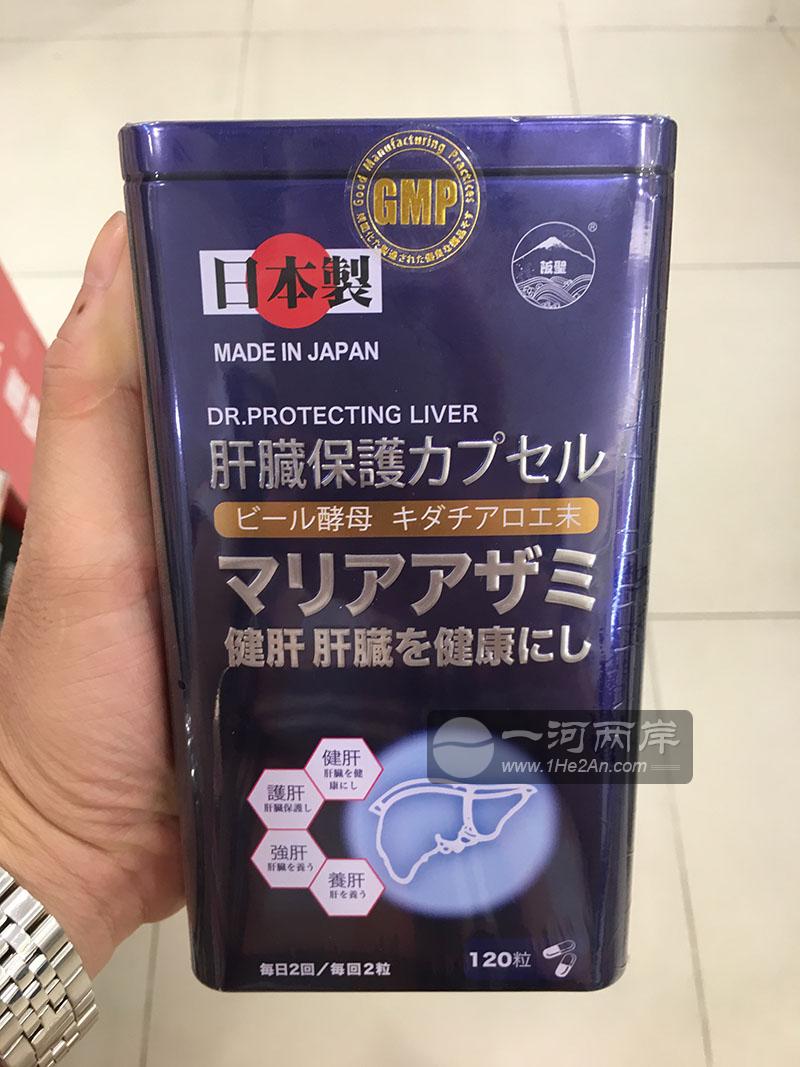 Good Manufacturing Practices
GMP
日本製
阪聖
®
MADE IN JAPAN
DR.PROTECTING LIVER
肝臓保護カプセル
ビール酵母 キダチアロエ末
マリアアザミ
健肝 肝臓を健康にし
一河两岸
www.1He2An.com
健肝
肝臓を健
康にし
護肝
肝臓保護し
強肝
肝臓を養う
養肝
肝を養う
毎日2回/毎回2粒
120粒